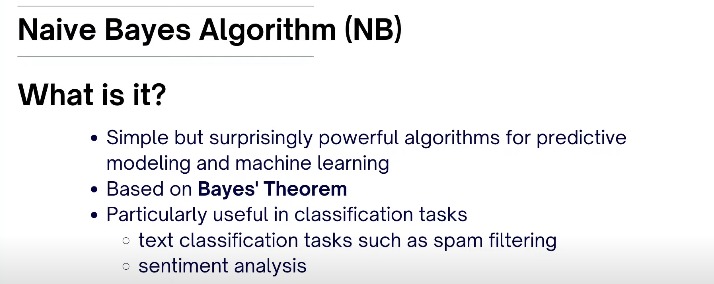 Naive Bayes Algorithm (NB)
What is it?
• Simple but surprisingly powerful algorithms for predictive
modeling and machine learning
• Based on Bayes' Theorem
• Particularly useful in classification tasks
◦ text classification tasks such as spam filtering
◦ sentiment analysis